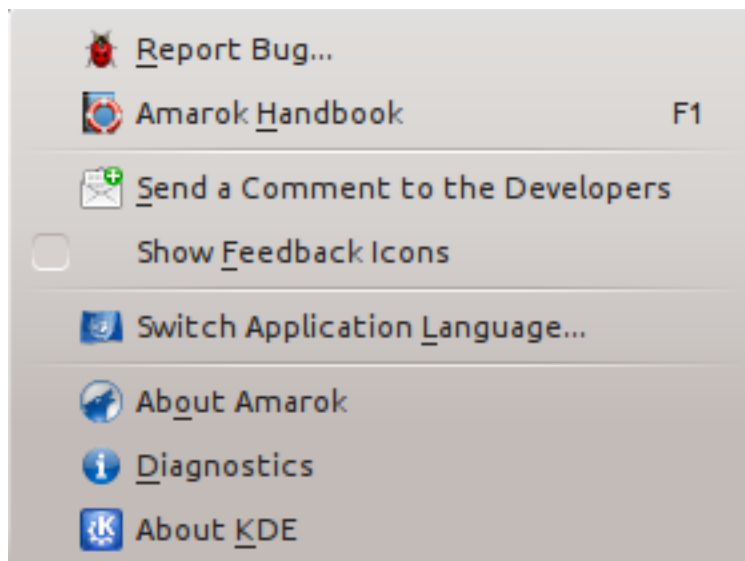 Report Bug...
Amarok Handbook F1
Send a Comment to the Developers
Show Feedback Icons
Switch Application Language...
About Amarok
Diagnostics
About KDE